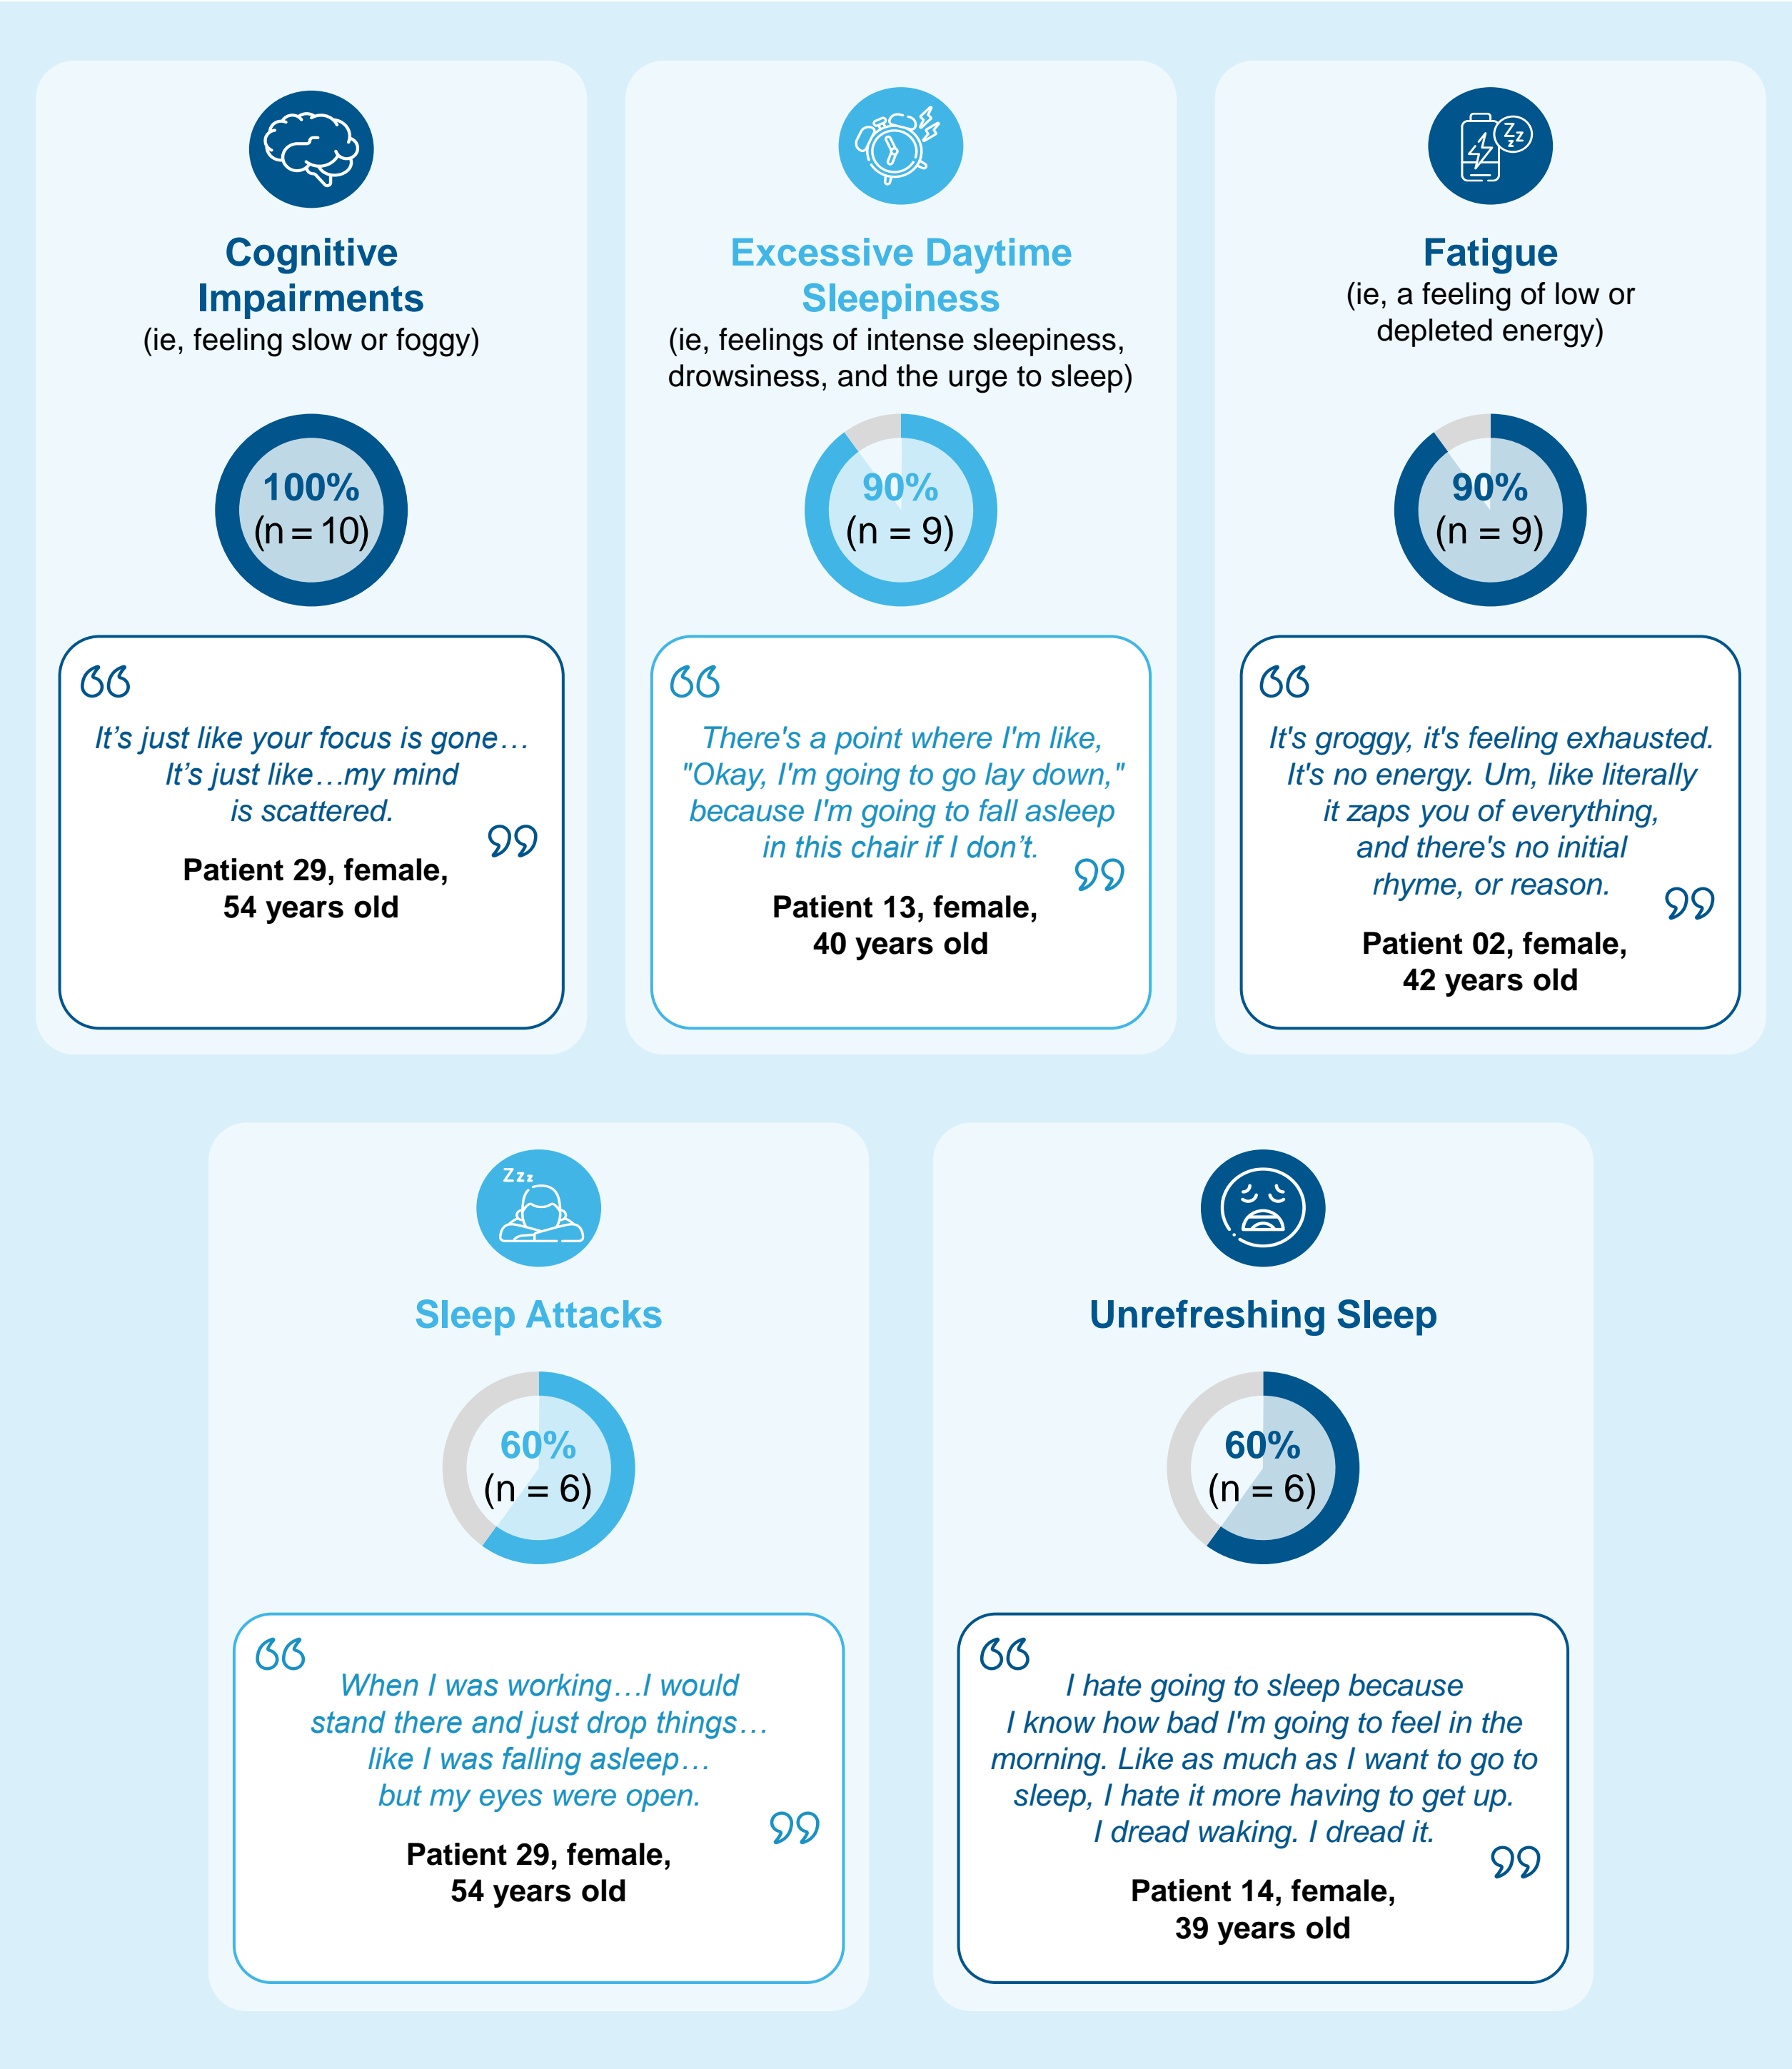 Cognitive
Impairments
(ie, feeling slow or foggy)
100%
(n = 10)
“
It’s just like your focus is gone…
It’s just like…my mind
is scattered.
”
Patient 29, female,
54 years old
Excessive Daytime
Sleepiness
(ie, feelings of intense sleepiness,
drowsiness, and the urge to sleep)
90%
(n = 9)
“
There's a point where I'm like,
"Okay, I'm going to go lay down,"
because I'm going to fall asleep
in this chair if I don’t.
”
Patient 13, female,
40 years old
Zzz
Fatigue
(ie, a feeling of low or
depleted energy)
90%
(n = 9)
“
It's groggy, it's feeling exhausted.
It's no energy. Um, like literally
it zaps you of everything,
and there's no initial
rhyme, or reason.
”
Patient 02, female,
42 years old
Zzz
Sleep Attacks
60%
(n = 6)
“
When I was working…I would
stand there and just drop things…
like I was falling asleep…
but my eyes were open.
”
Patient 29, female,
54 years old
Unrefreshing Sleep
60%
(n = 6)
“
I hate going to sleep because
I know how bad I'm going to feel in the
morning. Like as much as I want to go to
sleep, I hate it more having to get up.
I dread waking. I dread it.
”
Patient 14, female,
39 years old